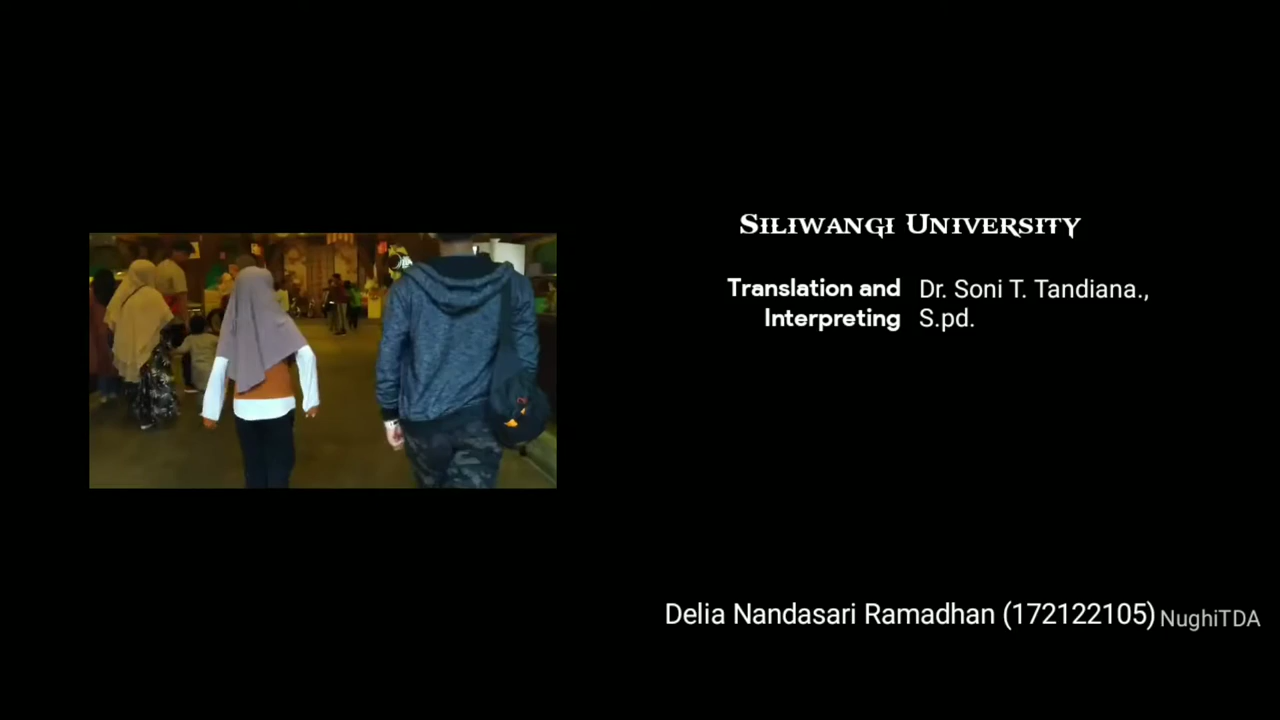 Siliwangi University
Translation and Dr. Soni T. Tandiana.,
Interpreting S.pd.
Delia Nandasari Ramadhan (172122105)
NughiTDA